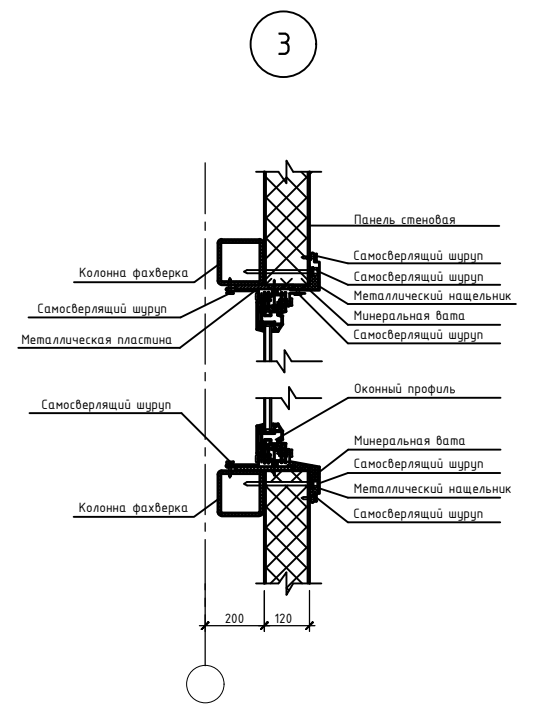 3
Панель стеновая
Самосверлящий шуруп
Колонна фахверка
Самосверлящий шуруп
Металлический нащельник
Самосверлящий шуруп
Минеральная вата
Металлическая пластина
Самосверлящий шуруп
Оконный профиль
Самосверлящий шуруп
Минеральная вата
Самосверлящий шуруп
Металлический нащельник
Колонна фахверка
Самосверлящий шуруп
200
120